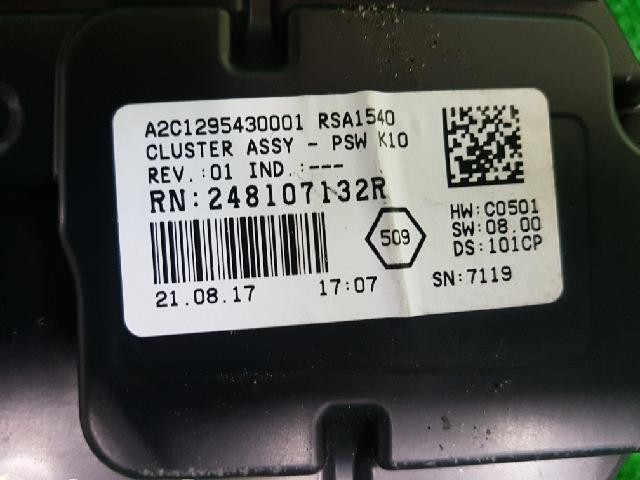 A2C1295430001 RSA1540
CLUSTER ASSY - PSW K10
REV.:01 IND.:---
RN:248107132R
509
HW:C0501
SW:08.00
DS:101CP
21.08.17 17:07 SN:7119